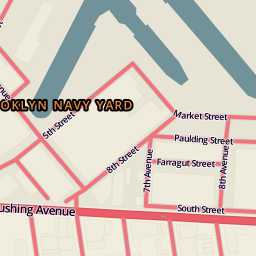 OKLYN NAVY YARD
5th Street
Market Street
Paulding Street
8th Street
7th Avenue
Farragut Street
8th Avenue
South Street
ushing Avenue